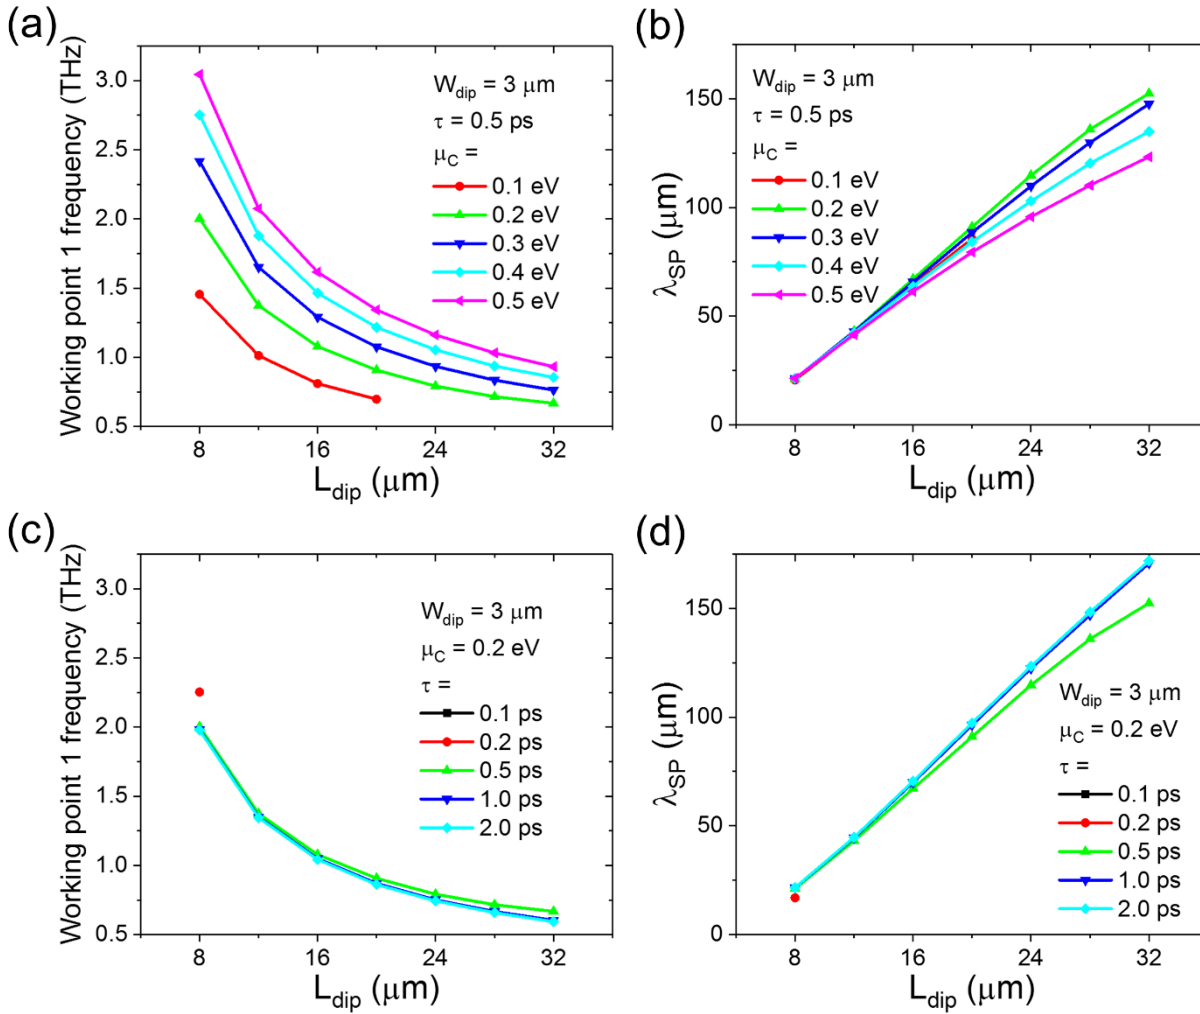 (a)
Working point 1 frequency (THz)
3.0
2.5
2.0
1.5
1.0
0.5
W_dip = 3 μm
τ = 0.5 ps
μ_C =
0.1 eV
0.2 eV
0.3 eV
0.4 eV
0.5 eV
8 16 24 32
L_dip (μm)
(b)
λ_SP (μm)
150
100
50
0
W_dip = 3 μm
τ = 0.5 ps
μ_C =
0.1 eV
0.2 eV
0.3 eV
0.4 eV
0.5 eV
8 16 24 32
L_dip (μm)
(c)
Working point 1 frequency (THz)
3.0
2.5
2.0
1.5
1.0
0.5
W_dip = 3 μm
μ_C = 0.2 eV
τ =
0.1 ps
0.2 ps
0.5 ps
1.0 ps
2.0 ps
8 16 24 32
L_dip (μm)
(d)
λ_SP (μm)
150
100
50
0
W_dip = 3 μm
μ_C = 0.2 eV
τ =
0.1 ps
0.2 ps
0.5 ps
1.0 ps
2.0 ps
8 16 24 32
L_dip (μm)